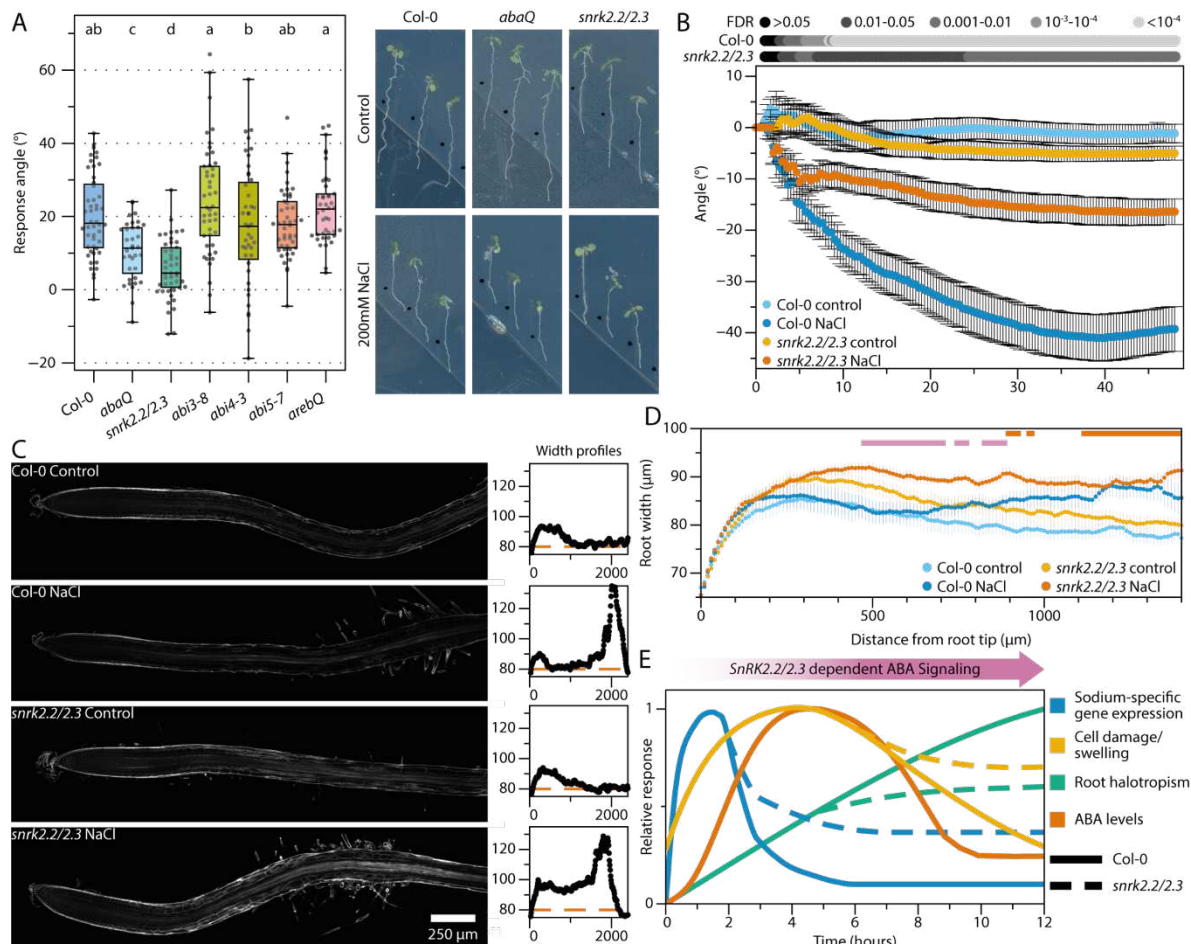 A
ab c d a b ab a
60
40
20
0
−20
Response angle (°)
Col-0
abaQ
snrk2.2/2.3
abi3-8
abi4-3
abi5-7
arebQ
Col-0 abaQ snrk2.2/2.3
Control
200mM NaCl
B
FDR >0.05 0.01-0.05 0.001-0.01 10⁻³-10⁻⁴ <10⁻⁴
Col-0
snrk2.2/2.3
10
0
−10
−20
−30
−40
Angle (°)
Col-0 control
Col-0 NaCl
snrk2.2/2.3 control
snrk2.2/2.3 NaCl
0 10 20 30 40
C
Width profiles
Col-0 Control
120
100
80
0 2000
Col-0 NaCl
120
100
80
0 2000
snrk2.2/2.3 Control
120
100
80
0 2000
snrk2.2/2.3 NaCl
120
100
80
0 2000
250 µm
D
100
90
80
70
Root width (µm)
Col-0 control
Col-0 NaCl
snrk2.2/2.3 control
snrk2.2/2.3 NaCl
0 500 1000
Distance from root tip (µm)
E
SnRK2.2/2.3 dependent ABA Signaling
1
0
Relative response
0 2 4 6 8 10 12
Time (hours)
Sodium-specific
gene expression
Cell damage/
swelling
Root halotropism
ABA levels
Col-0
snrk2.2/2.3